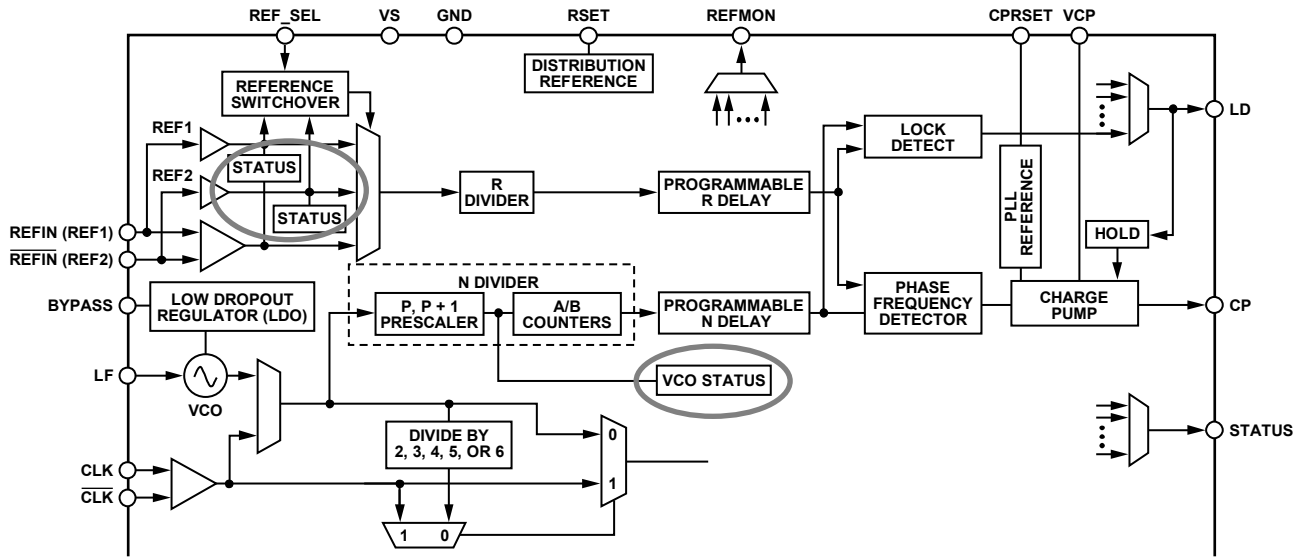 REF_SEL
VS
GND
RSET
REFMON
CPRSET
VCP
DISTRIBUTION
REFERENCE
REFERENCE
SWITCHOVER
REF1
STATUS
REF2
STATUS
R
DIVIDER
PROGRAMMABLE
R DELAY
LOCK
DETECT
PLL
REFERENCE
LD
HOLD
REFIN (REF1)
REFIN (REF2)
BYPASS
LOW DROPOUT
REGULATOR (LDO)
N DIVIDER
P, P + 1
PRESCALER
A/B
COUNTERS
PROGRAMMABLE
N DELAY
PHASE
FREQUENCY
DETECTOR
CHARGE
PUMP
CP
LF
VCO
VCO STATUS
STATUS
DIVIDE BY
2, 3, 4, 5, OR 6
0
1
CLK
CLK
1 0